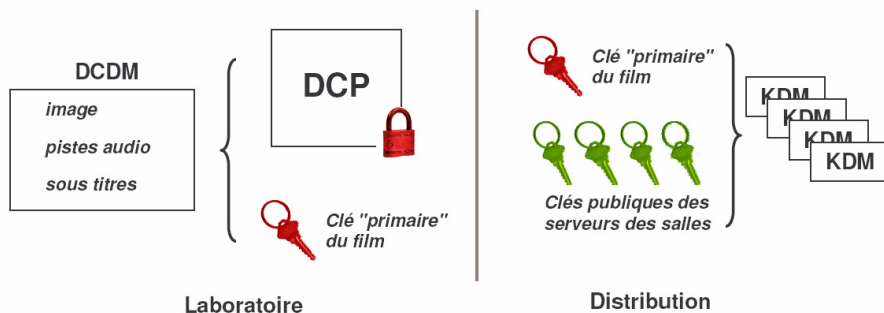 DCDM
image
pistes audio
sous titres
DCP
Clé "primaire"
du film
Laboratoire
Clé "primaire"
du film
Clés publiques des
serveurs des salles
KDM
KDM
KDM
KDM
Distribution